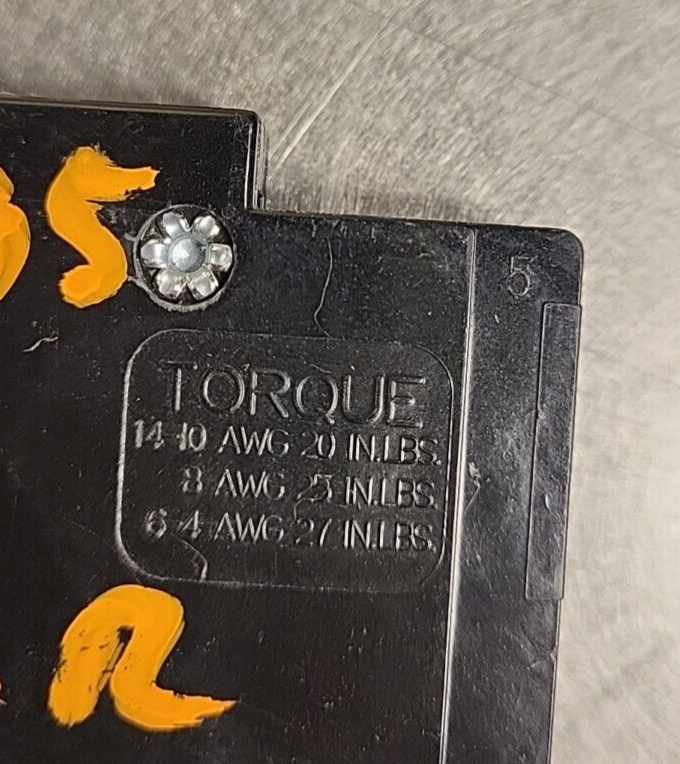 5
5
TORQUE
14-10 AWG 20 IN.LBS.
8 AWG 25 IN.LBS.
6-4 AWG 27 IN.LBS.